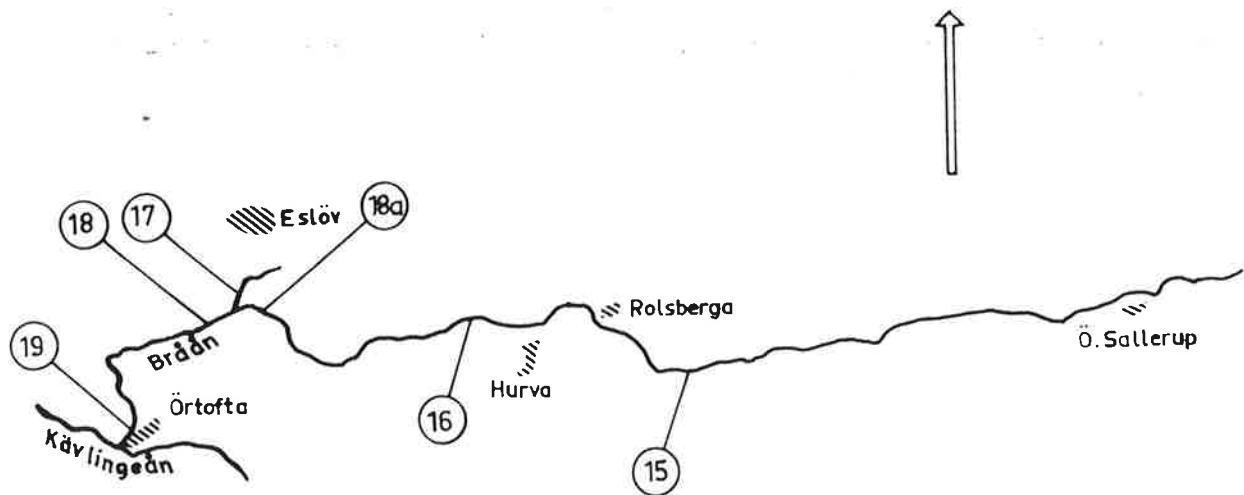 17
Eslöv
18a
18
Rolsberga
Ö. Sallerup
Bråån
19
Hurva
Örtofta
16
Kävlingeån
15